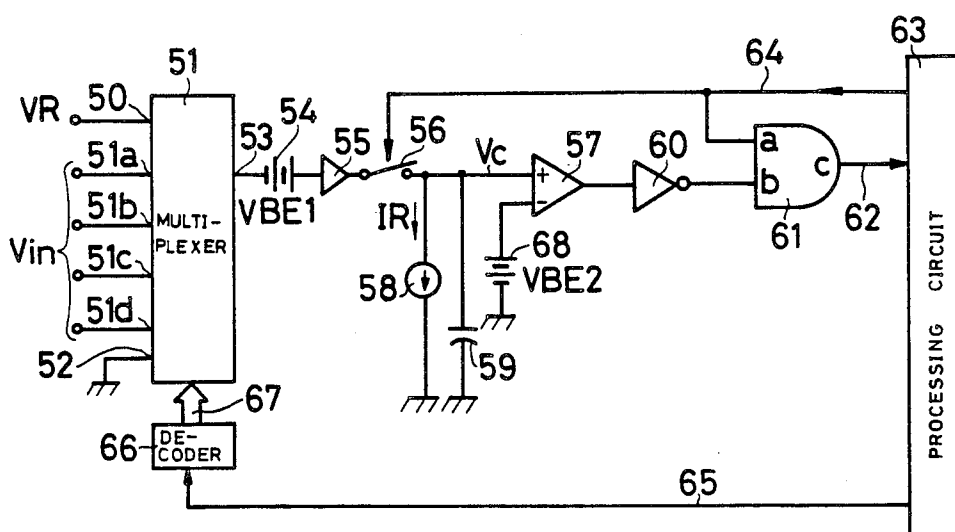 63
51
64
VR
50
54
53
55
56
Vc
57
60
a
b
c
61
62
51a
51b
51c
51d
Vin
MULTI-
PLEXER
VBE1
IR
58
59
68
VBE2
52
67
66
DE-
CODER
65
PROCESSING CIRCUIT